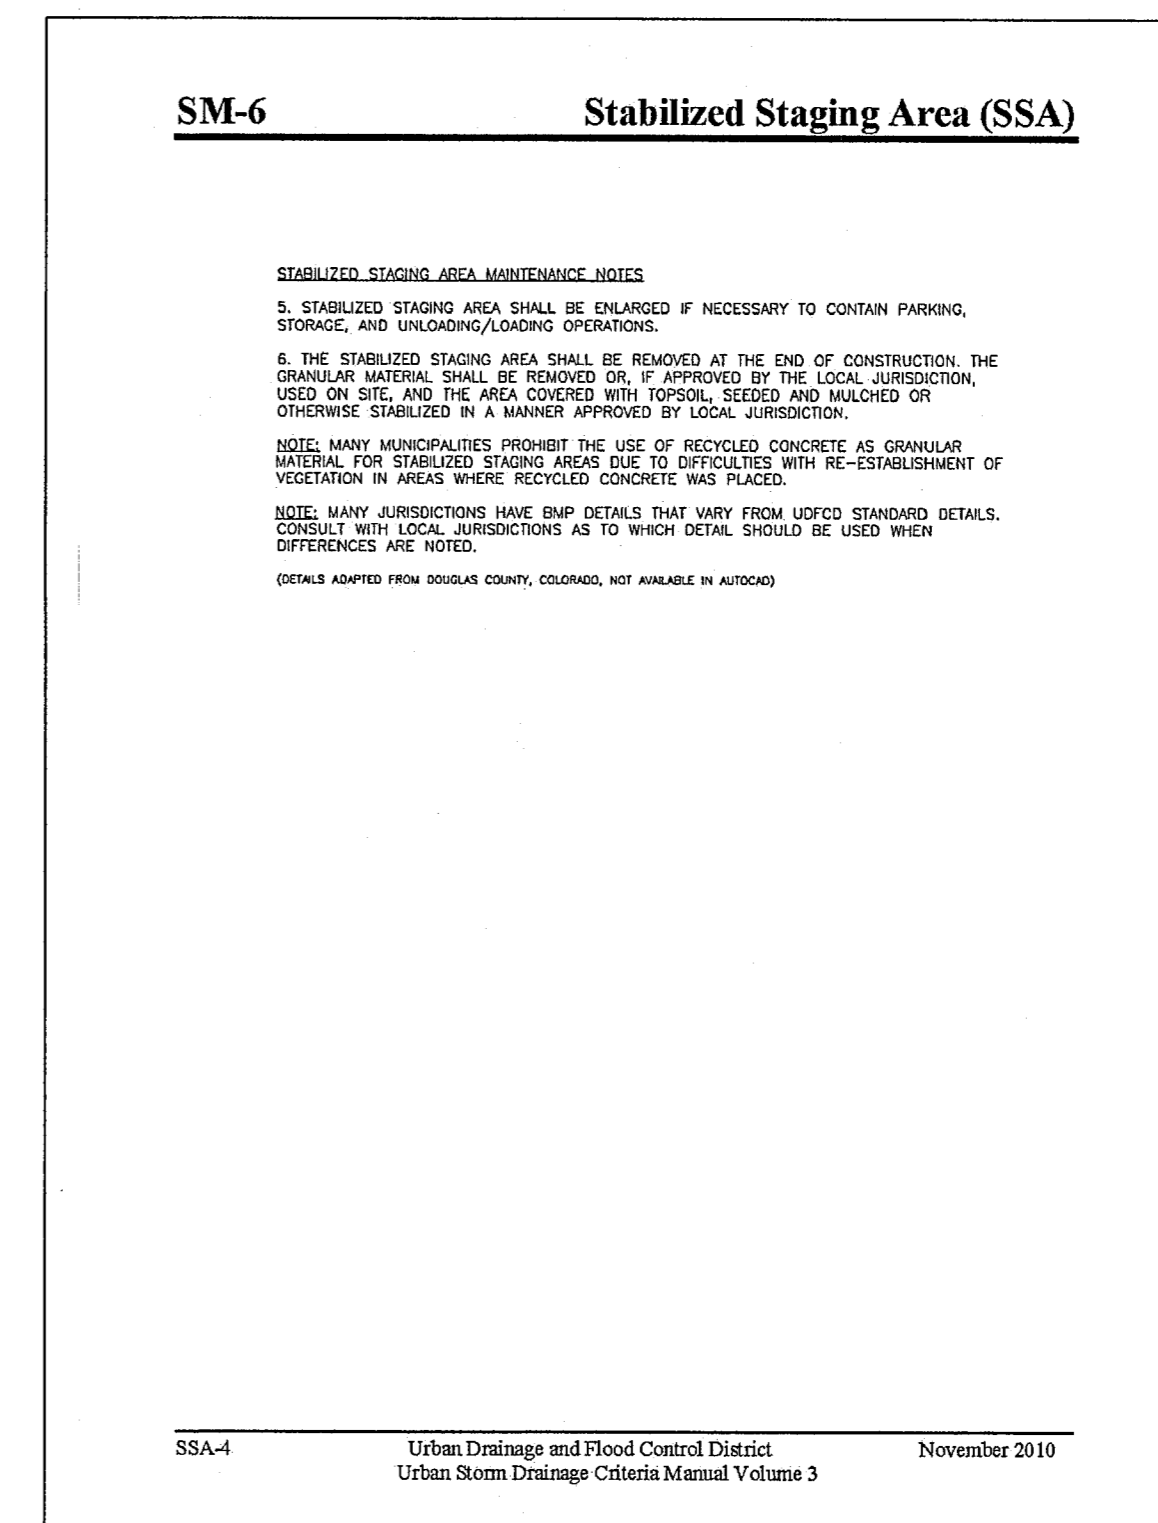 SM-6 Stabilized Staging Area (SSA)
STABILIZED STAGING AREA MAINTENANCE NOTES
5. STABILIZED STAGING AREA SHALL BE ENLARGED IF NECESSARY TO CONTAIN PARKING,
STORAGE, AND UNLOADING/LOADING OPERATIONS.
6. THE STABILIZED STAGING AREA SHALL BE REMOVED AT THE END OF CONSTRUCTION. THE
GRANULAR MATERIAL SHALL BE REMOVED OR, IF APPROVED BY THE LOCAL JURISDICTION,
USED ON SITE, AND THE AREA COVERED WITH TOPSOIL, SEEDED AND MULCHED OR
OTHERWISE STABILIZED IN A MANNER APPROVED BY LOCAL JURISDICTION.
NOTE: MANY MUNICIPALITIES PROHIBIT THE USE OF RECYCLED CONCRETE AS GRANULAR
MATERIAL FOR STABILIZED STAGING AREAS DUE TO DIFFICULTIES WITH RE-ESTABLISHMENT OF
VEGETATION IN AREAS WHERE RECYCLED CONCRETE WAS PLACED.
NOTE: MANY JURISDICTIONS HAVE BMP DETAILS THAT VARY FROM UDFCD STANDARD DETAILS.
CONSULT WITH LOCAL JURISDICTIONS AS TO WHICH DETAIL SHOULD BE USED WHEN
DIFFERENCES ARE NOTED.
(DETAILS ADAPTED FROM DOUGLAS COUNTY, COLORADO, NOT AVAILABLE IN AUTOCAD)
SSA-4 Urban Drainage and Flood Control District November 2010
Urban Storm Drainage Criteria Manual Volume 3